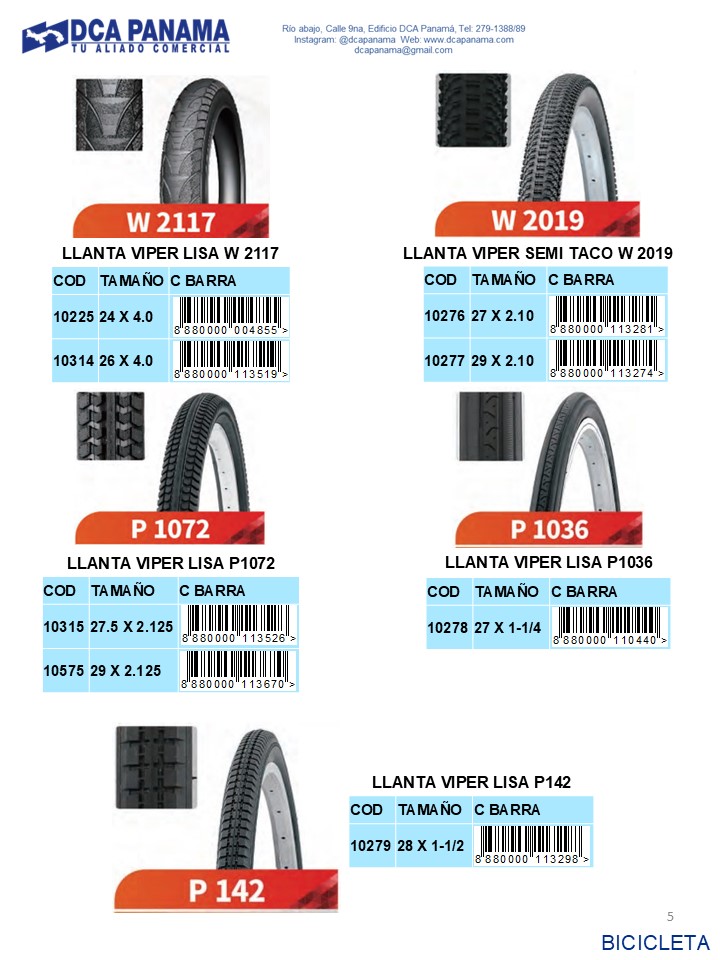 DCA PANAMA
TU ALIADO COMERCIAL
Río abajo, Calle 9na, Edificio DCA Panamá, Tel: 279-1388/89
Instagram: @dcapanama Web: www.dcapanama.com
dcapanama@gmail.com
W 2117
LLANTA VIPER LISA W 2117
COD TAMAÑO C BARRA
10225 24 X 4.0 8 880000 004855 >
10314 26 X 4.0 8 880000 113519 >
W 2019
LLANTA VIPER SEMI TACO W 2019
COD TAMAÑO C BARRA
10276 27 X 2.10 8 880000 113281 >
10277 29 X 2.10 8 880000 113274 >
P 1072
LLANTA VIPER LISA P1072
COD TAMAÑO C BARRA
10315 27.5 X 2.125 8 880000 113526 >
10575 29 X 2.125 8 880000 113670 >
P 1036
LLANTA VIPER LISA P1036
COD TAMAÑO C BARRA
10278 27 X 1-1/4 8 880000 110440 >
P 142
LLANTA VIPER LISA P142
COD TAMAÑO C BARRA
10279 28 X 1-1/2 8 880000 113298 >
5
BICICLETA